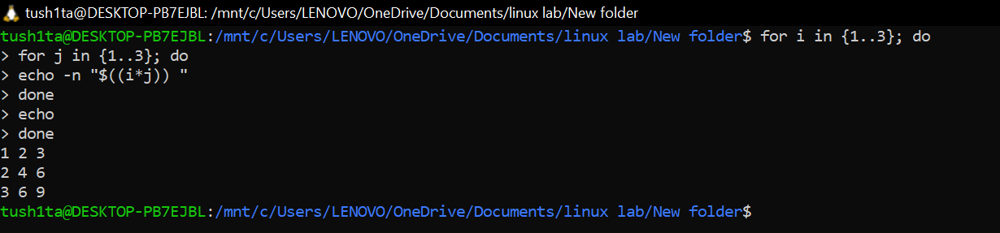 tush1ta@DESKTOP-PB7EJBL: /mnt/c/Users/LENOVO/OneDrive/Documents/linux lab/New folder
tush1ta@DESKTOP-PB7EJBL:/mnt/c/Users/LENOVO/OneDrive/Documents/linux lab/New folder$ for i in {1..3}; do
> for j in {1..3}; do
> echo -n "$((i*j)) "
> done
> echo
> done
1 2 3
2 4 6
3 6 9
tush1ta@DESKTOP-PB7EJBL:/mnt/c/Users/LENOVO/OneDrive/Documents/linux lab/New folder$